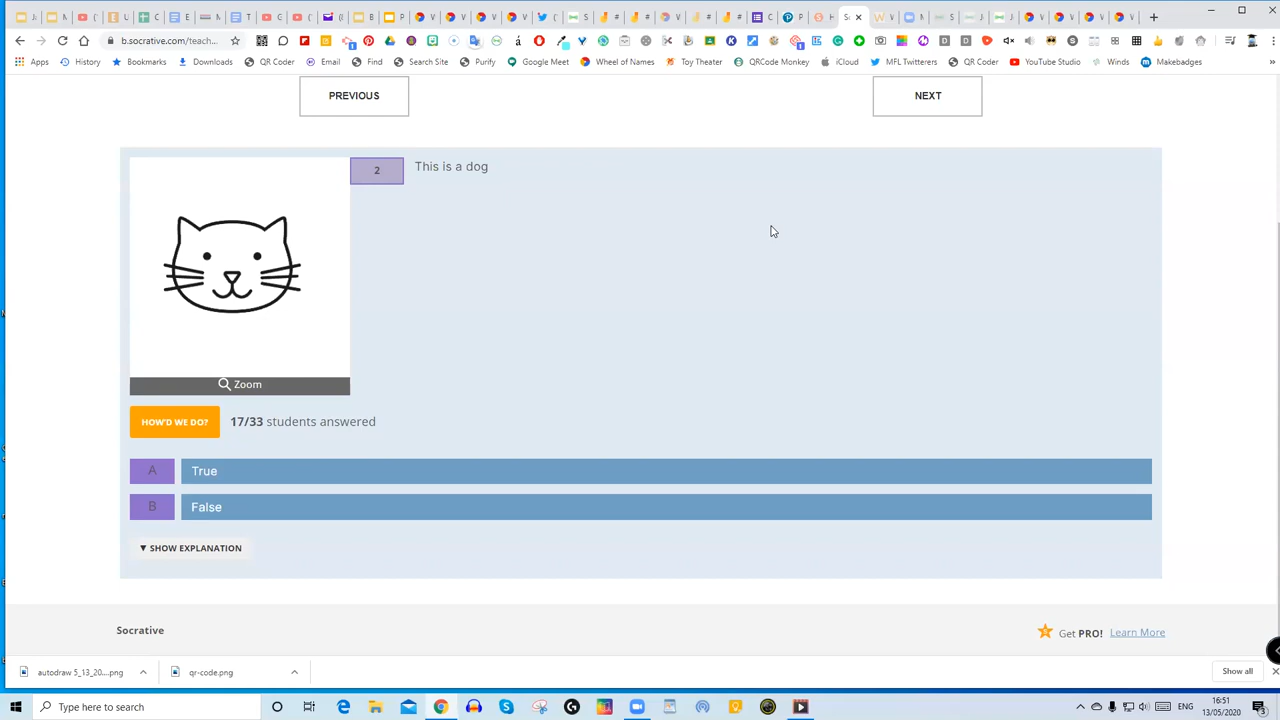 b.socrative.com/teach...
Apps History Bookmarks Downloads QR Coder Email Find Search Site Purify Google Meet Wheel of Names Toy Theater QRCode Monkey iCloud MFL Twitterers QR Coder Winds YouTube Studio Makebadges »
PREVIOUS NEXT
2 This is a dog
Zoom
HOW'D WE DO? 17/33 students answered
A True
B False
▼ SHOW EXPLANATION
Socrative Get PRO! Learn More
autodraw 5_13_20....png qr-code.png Show all
Type here to search ENG 16:51
13/05/2020